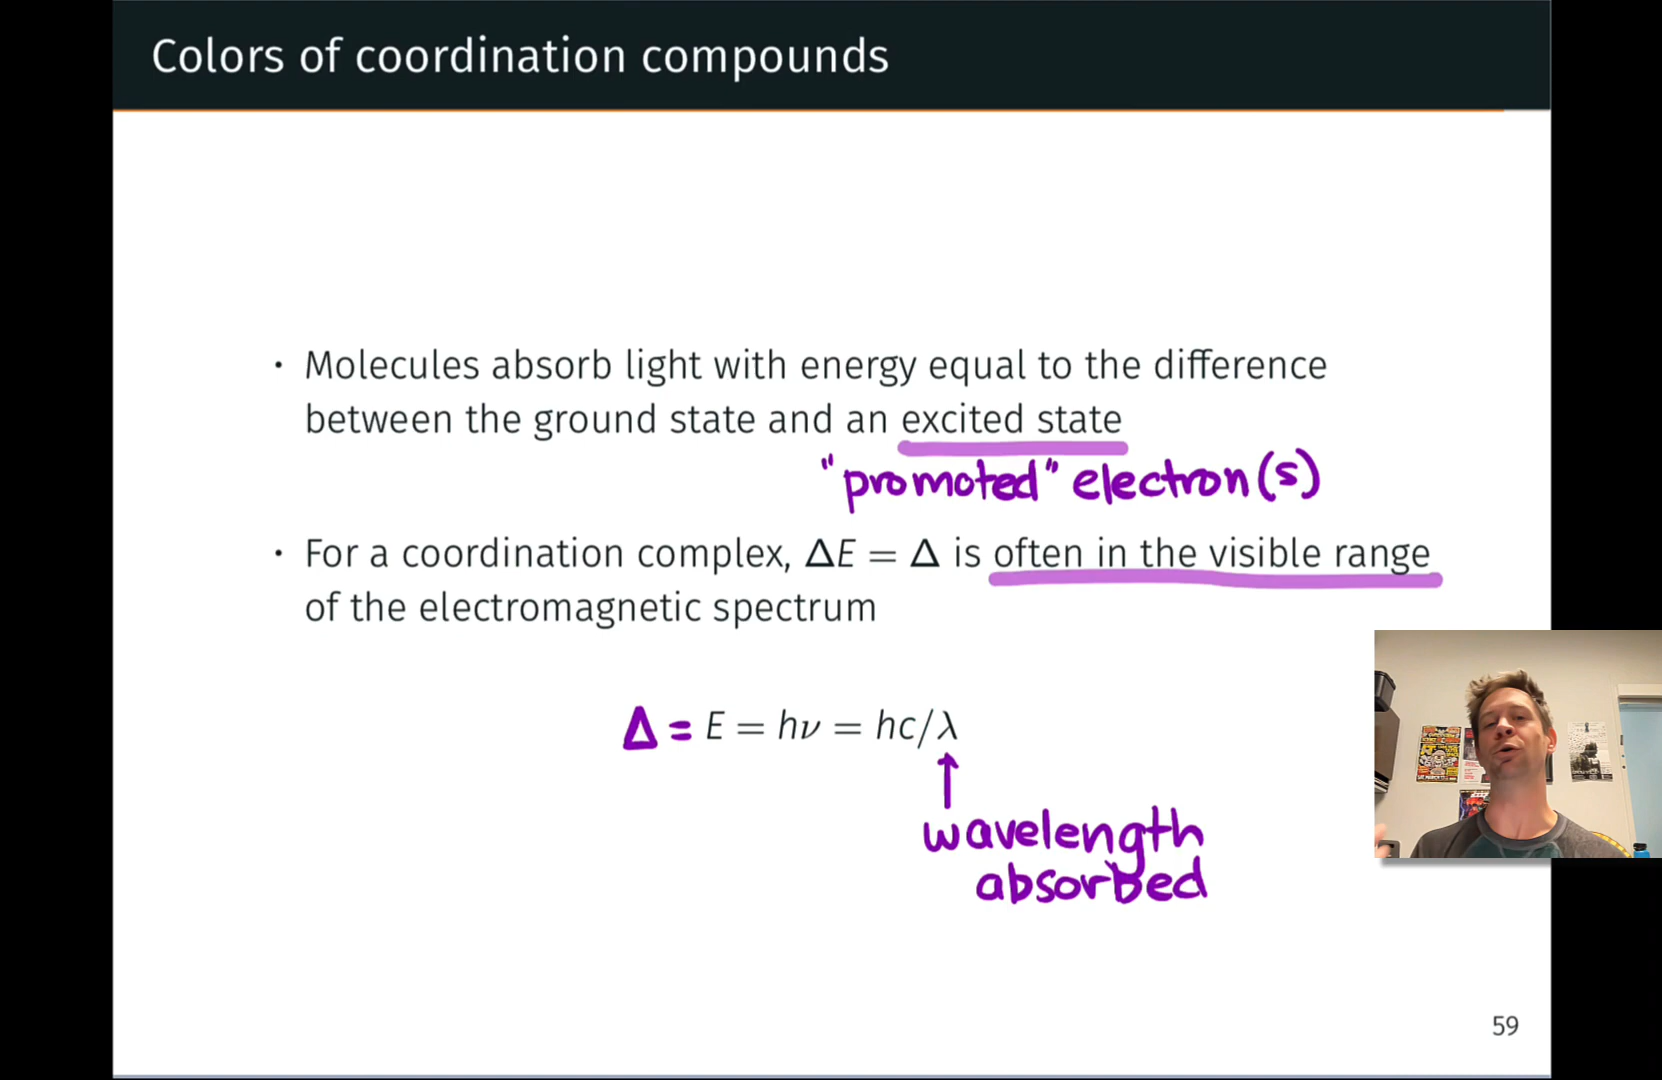 Colors of coordination compounds
• Molecules absorb light with energy equal to the difference
between the ground state and an excited state
"promoted" electron(s)
• For a coordination complex, ΔE = Δ is often in the visible range
of the electromagnetic spectrum
Δ = E = hν = hc/λ
↑
wavelength
absorbed
59